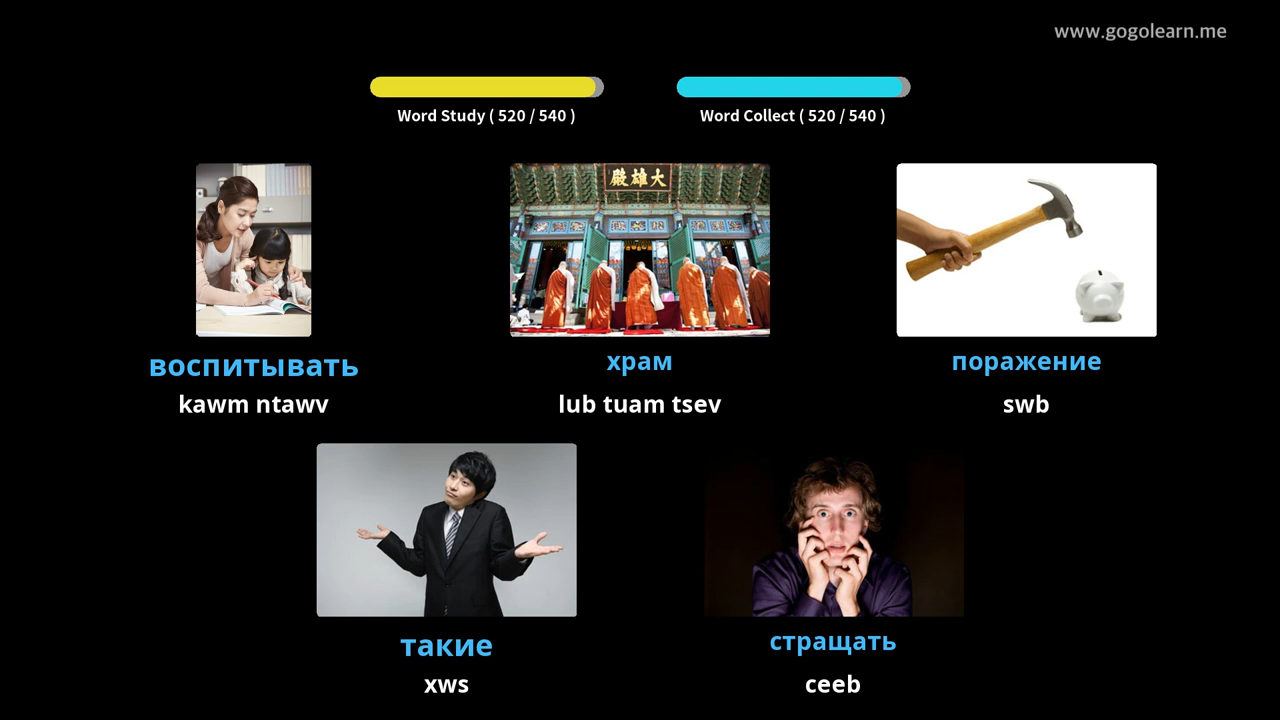 www.gogolearn.me
Word Study ( 520 / 540 )
Word Collect ( 520 / 540 )
殿雄大
воспитывать
храм
поражение
kawm ntawv
lub tuam tsev
swb
такие
стращать
xws
ceeb